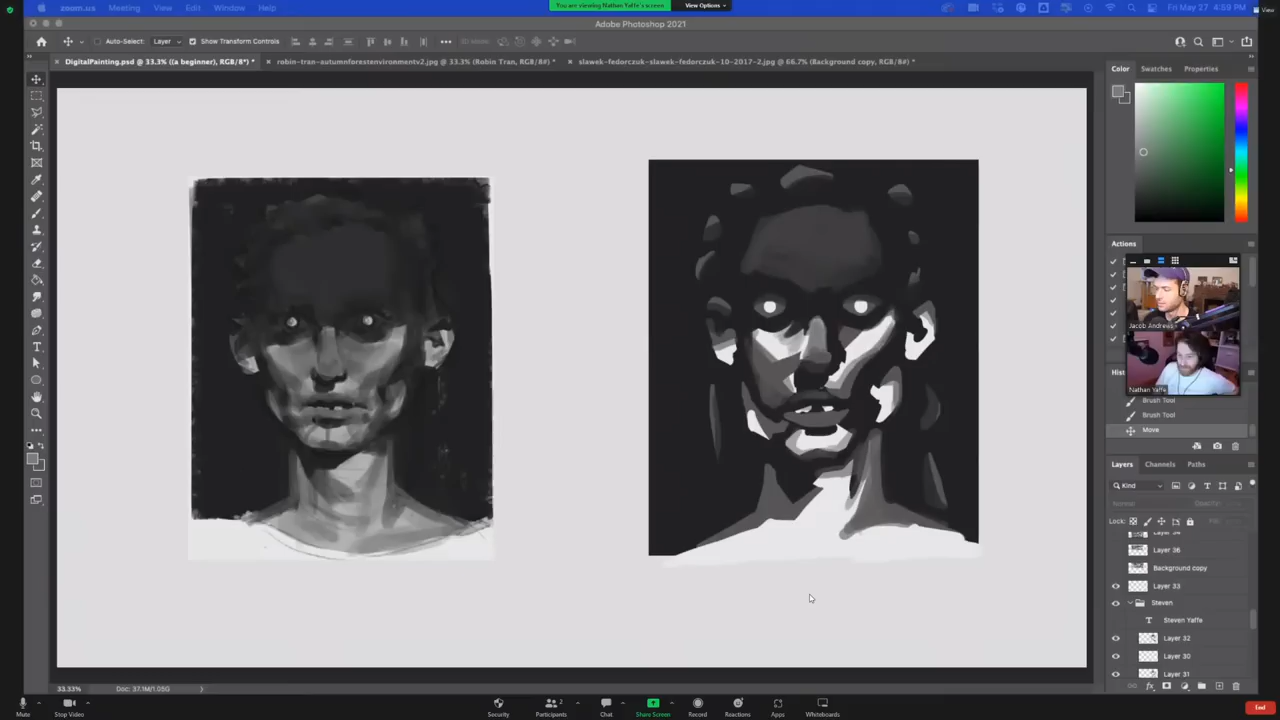 zoom.us Meeting View Edit Window Help
You are viewing Nathan Yaffe's screen View Options
Fri May 27 4:59 PM
View
Adobe Photoshop 2021
Auto-Select: Layer Show Transform Controls
DigitalPainting.psd @ 33.3% ((a beginner), RGB/8*) *
robin-tran-autumnforestenvironmentv2.jpg @ 33.3% (Robin Tran, RGB/8#) *
slawek-fedorczuk-slawek-fedorczuk-10-2017-2.jpg @ 66.7% (Background copy, RGB/8#) *
Color Swatches Properties
Actions
Jacob Andrews
Nathan Yaffe
Hist
Brush Tool
Brush Tool
Move
Layers Channels Paths
Kind
Normal
Lock:
Layer 36
Background copy
Layer 33
Steven
Steven Yaffe
Layer 32
Layer 30
Layer 31
33.33% Doc: 37.1M/1.05G
Mute Stop Video Security Participants 2 Chat Share Screen Record Reactions Apps Whiteboards End